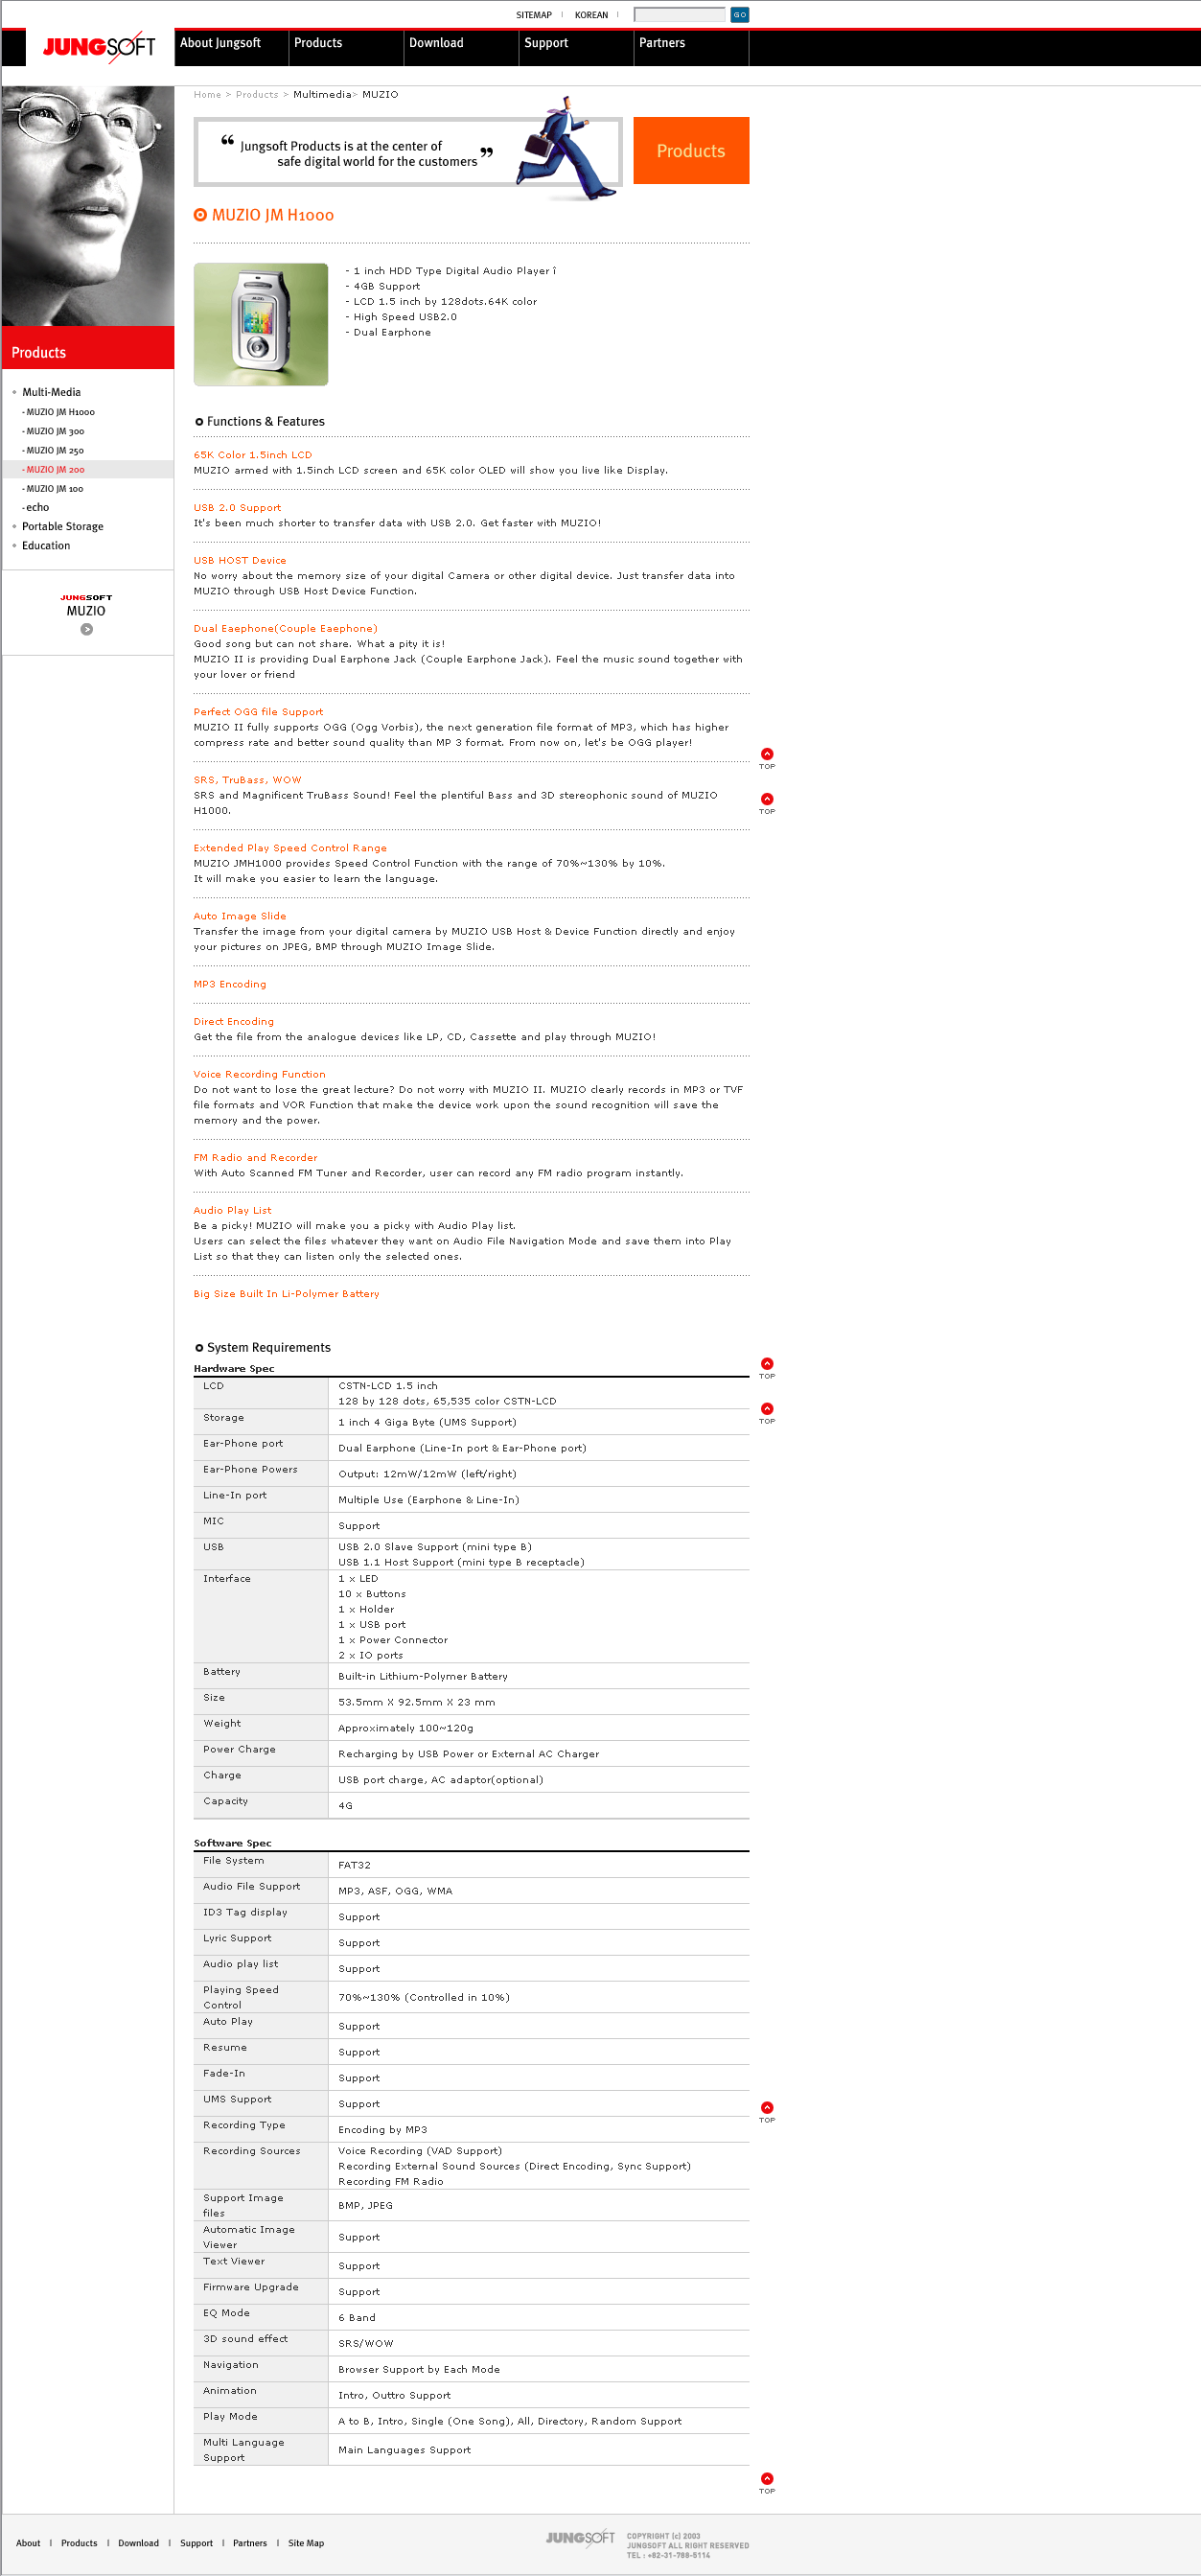 SITEMAP | KOREAN | GO
JUNGSOFT
About Jungsoft
Products
Download
Support
Partners
Home > Products > Multimedia> MUZIO
“ Jungsoft Products is at the center of
safe digital world for the customers ”
Products
MUZIO JM H1000
- 1 inch HDD Type Digital Audio Player î
- 4GB Support
- LCD 1.5 inch by 128dots.64K color
- High Speed USB2.0
- Dual Earphone
Products
Multi-Media
- MUZIO JM H1000
- MUZIO JM 300
- MUZIO JM 250
- MUZIO JM 200
- MUZIO JM 100
- echo
Portable Storage
Education
JUNGSOFT
MUZIO
Functions & Features
65K Color 1.5inch LCD
MUZIO armed with 1.5inch LCD screen and 65K color OLED will show you live like Display.
USB 2.0 Support
It's been much shorter to transfer data with USB 2.0. Get faster with MUZIO!
USB HOST Device
No worry about the memory size of your digital Camera or other digital device. Just transfer data into
MUZIO through USB Host Device Function.
Dual Eaephone(Couple Eaephone)
Good song but can not share. What a pity it is!
MUZIO II is providing Dual Earphone Jack (Couple Earphone Jack). Feel the music sound together with
your lover or friend
Perfect OGG file Support
MUZIO II fully supports OGG (Ogg Vorbis), the next generation file format of MP3, which has higher
compress rate and better sound quality than MP 3 format. From now on, let's be OGG player!
TOP
SRS, TruBass, WOW
SRS and Magnificent TruBass Sound! Feel the plentiful Bass and 3D stereophonic sound of MUZIO
H1000.
TOP
Extended Play Speed Control Range
MUZIO JMH1000 provides Speed Control Function with the range of 70%~130% by 10%.
It will make you easier to learn the language.
Auto Image Slide
Transfer the image from your digital camera by MUZIO USB Host & Device Function directly and enjoy
your pictures on JPEG, BMP through MUZIO Image Slide.
MP3 Encoding
Direct Encoding
Get the file from the analogue devices like LP, CD, Cassette and play through MUZIO!
Voice Recording Function
Do not want to lose the great lecture? Do not worry with MUZIO II. MUZIO clearly records in MP3 or TVF
file formats and VOR Function that make the device work upon the sound recognition will save the
memory and the power.
FM Radio and Recorder
With Auto Scanned FM Tuner and Recorder, user can record any FM radio program instantly.
Audio Play List
Be a picky! MUZIO will make you a picky with Audio Play list.
Users can select the files whatever they want on Audio File Navigation Mode and save them into Play
List so that they can listen only the selected ones.
Big Size Built In Li-Polymer Battery
System Requirements
Hardware Spec
TOP
LCD
CSTN-LCD 1.5 inch
128 by 128 dots, 65,535 color CSTN-LCD
Storage
1 inch 4 Giga Byte (UMS Support)
TOP
Ear-Phone port
Dual Earphone (Line-In port & Ear-Phone port)
Ear-Phone Powers
Output: 12mW/12mW (left/right)
Line-In port
Multiple Use (Earphone & Line-In)
MIC
Support
USB
USB 2.0 Slave Support (mini type B)
USB 1.1 Host Support (mini type B receptacle)
Interface
1 x LED
10 x Buttons
1 x Holder
1 x USB port
1 x Power Connector
2 x IO ports
Battery
Built-in Lithium-Polymer Battery
Size
53.5mm X 92.5mm X 23 mm
Weight
Approximately 100~120g
Power Charge
Recharging by USB Power or External AC Charger
Charge
USB port charge, AC adaptor(optional)
Capacity
4G
Software Spec
File System
FAT32
Audio File Support
MP3, ASF, OGG, WMA
ID3 Tag display
Support
Lyric Support
Support
Audio play list
Support
Playing Speed
Control
70%~130% (Controlled in 10%)
Auto Play
Support
Resume
Support
Fade-In
Support
UMS Support
Support
TOP
Recording Type
Encoding by MP3
Recording Sources
Voice Recording (VAD Support)
Recording External Sound Sources (Direct Encoding, Sync Support)
Recording FM Radio
Support Image
files
BMP, JPEG
Automatic Image
Viewer
Support
Text Viewer
Support
Firmware Upgrade
Support
EQ Mode
6 Band
3D sound effect
SRS/WOW
Navigation
Browser Support by Each Mode
Animation
Intro, Outtro Support
Play Mode
A to B, Intro, Single (One Song), All, Directory, Random Support
Multi Language
Support
Main Languages Support
TOP
About | Products | Download | Support | Partners | Site Map
JUNGSOFT
COPYRIGHT (c) 2003
JUNGSOFT ALL RIGHT RESERVED
TEL : +82-31-788-5114